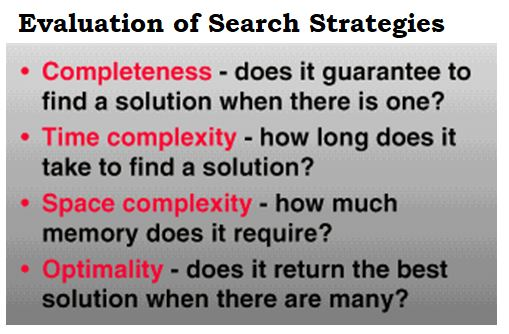 Evaluation of Search Strategies
• Completeness - does it guarantee to
find a solution when there is one?
• Time complexity - how long does it
take to find a solution?
• Space complexity - how much
memory does it require?
• Optimality - does it return the best
solution when there are many?